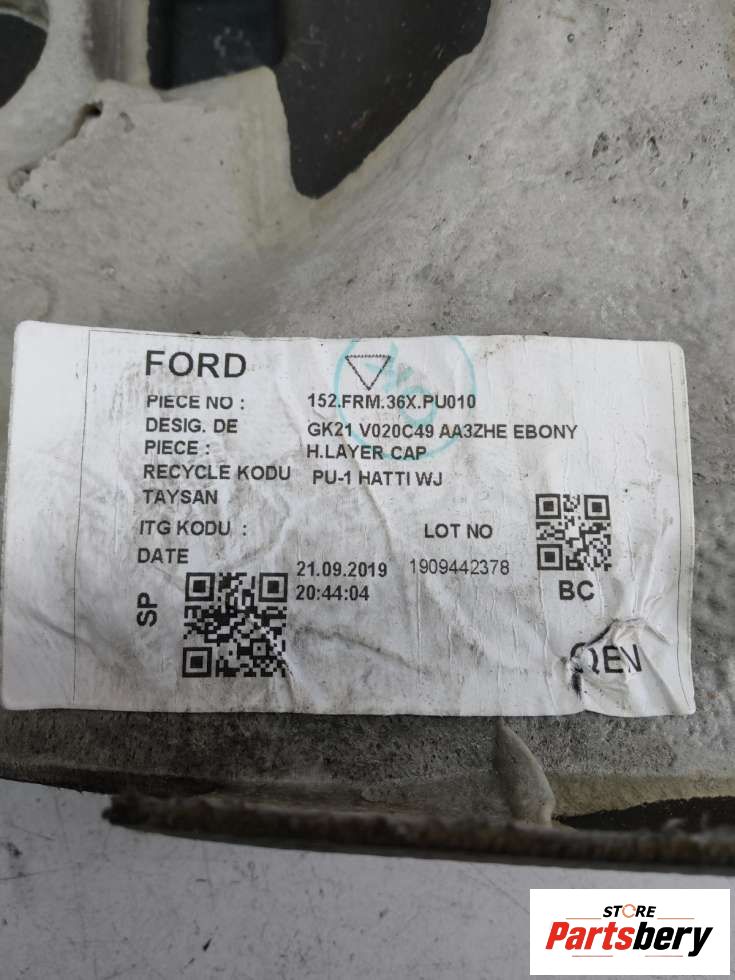 FORD
PIECE NO : 152.FRM.36X.PU010
DESIG. DE GK21 V020C49 AA3ZHE EBONY
PIECE : H.LAYER CAP
RECYCLE KODU PU-1 HATTI WJ
TAYSAN
ITG KODU : LOT NO
DATE 21.09.2019 1909442378
20:44:04
SP
BC
STORE
Partsbery